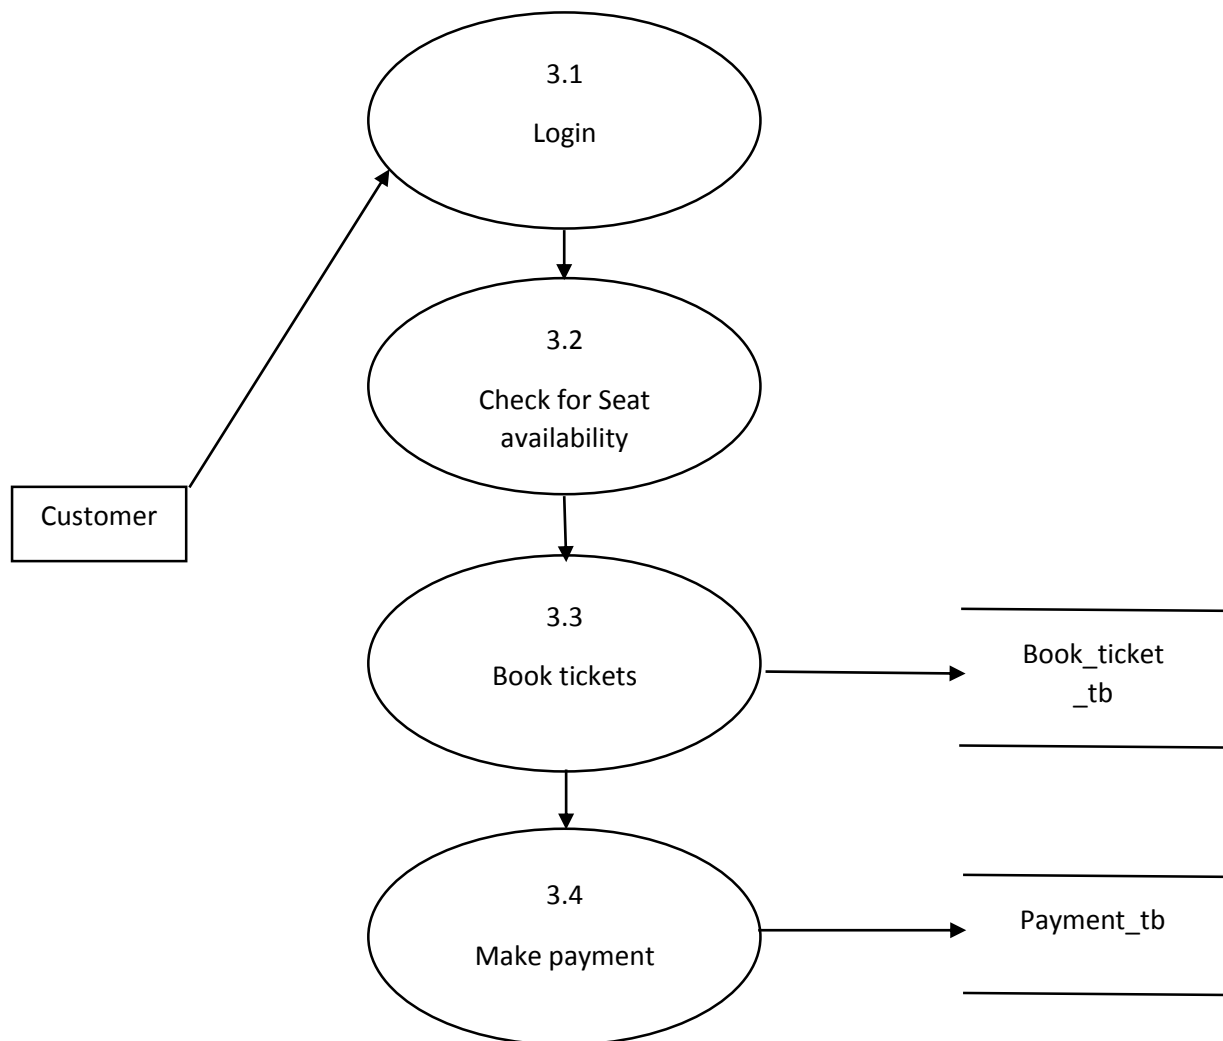 3.1
Login
3.2
Check for Seat
availability
Customer
3.3
Book tickets
Book_ticket
_tb
3.4
Make payment
Payment_tb